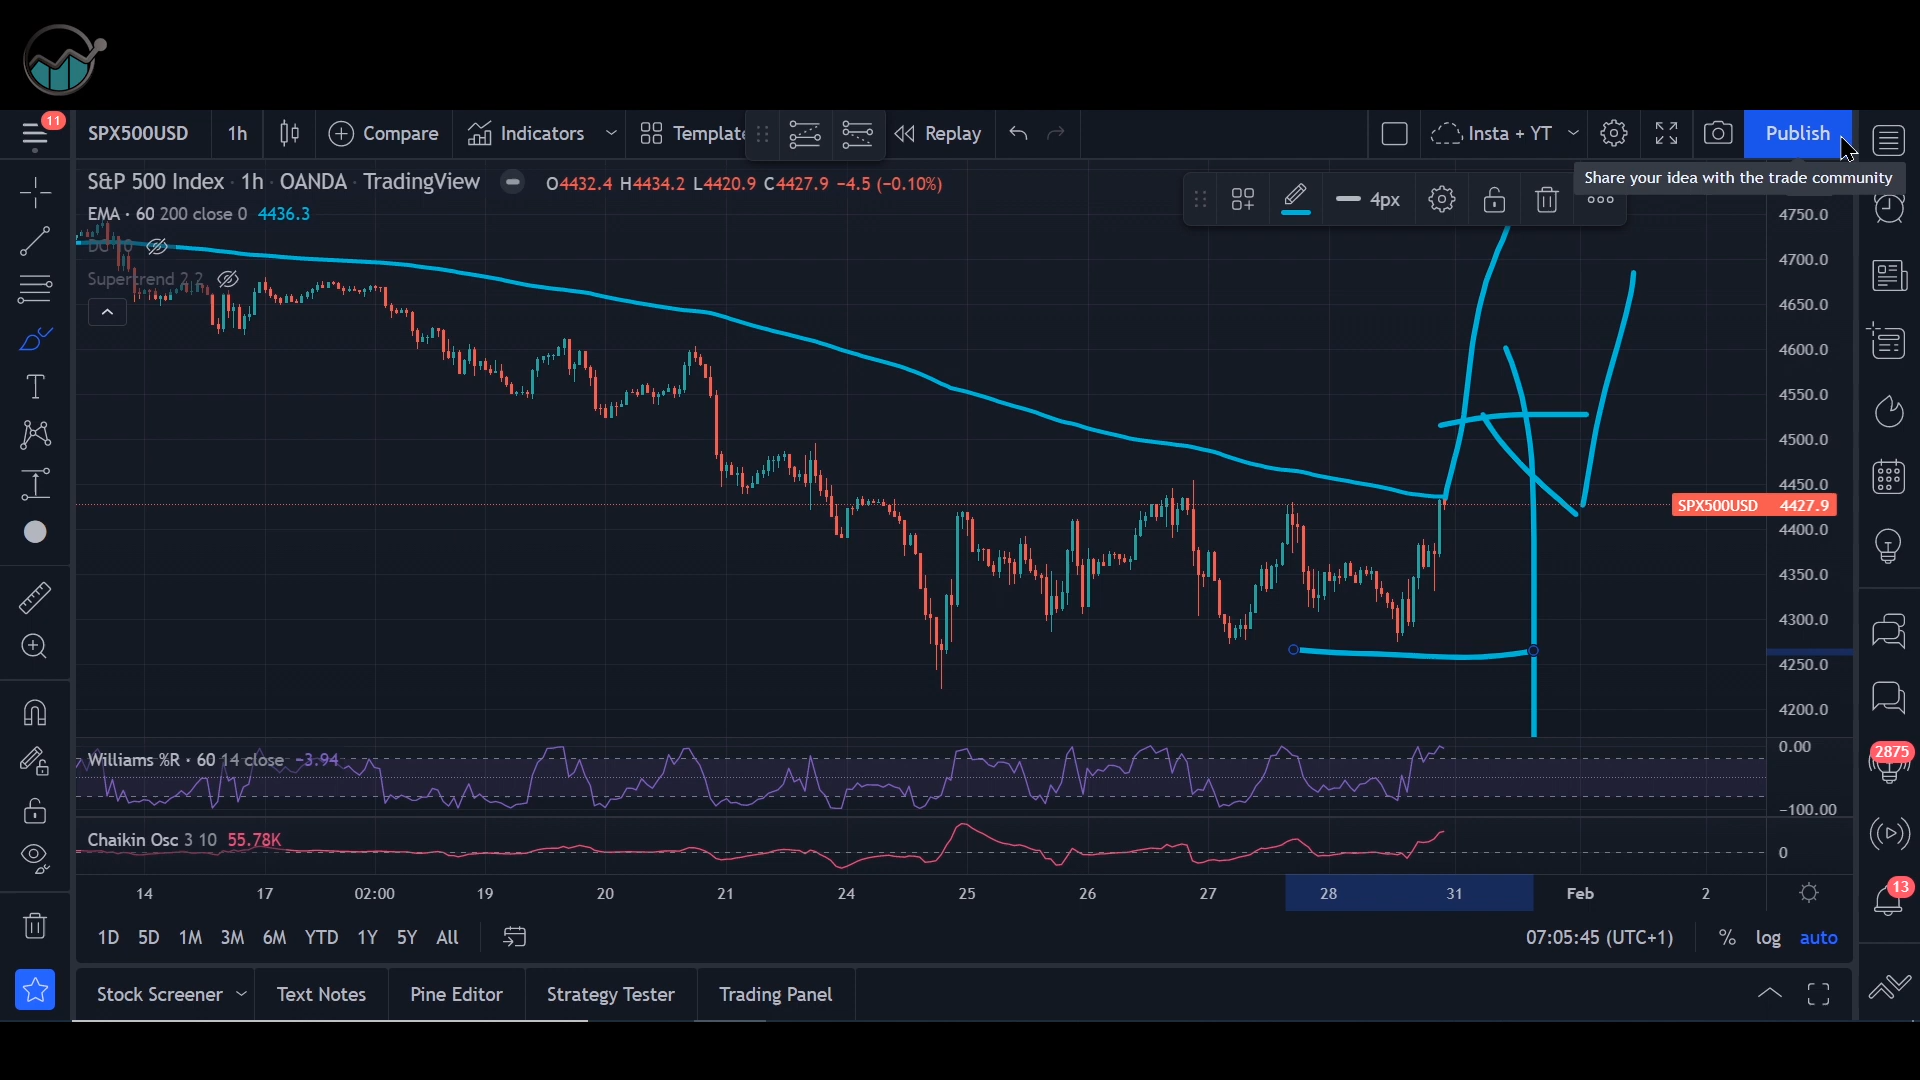 11
SPX500USD 1h Compare Indicators Templat Replay Insta + YT Publish
Share your idea with the trade community
S&P 500 Index · 1h · OANDA · TradingView O4432.4 H4434.2 L4420.9 C4427.9 -4.5 (-0.10%)
4px
EMA · 60 200 close 0 4436.3
Supertrend 2 2
4750.0
4700.0
4650.0
4600.0
4550.0
4500.0
4450.0
SPX500USD 4427.9
4400.0
4350.0
4300.0
4250.0
4200.0
Williams %R · 60 14 close -3.94
0.00
-100.00
Chaikin Osc 3 10 55.78K
0
2875
13
14 17 02:00 19 20 21 24 25 26 27 28 31 Feb 2
1D 5D 1M 3M 6M YTD 1Y 5Y All 07:05:45 (UTC+1) % log auto
Stock Screener Text Notes Pine Editor Strategy Tester Trading Panel